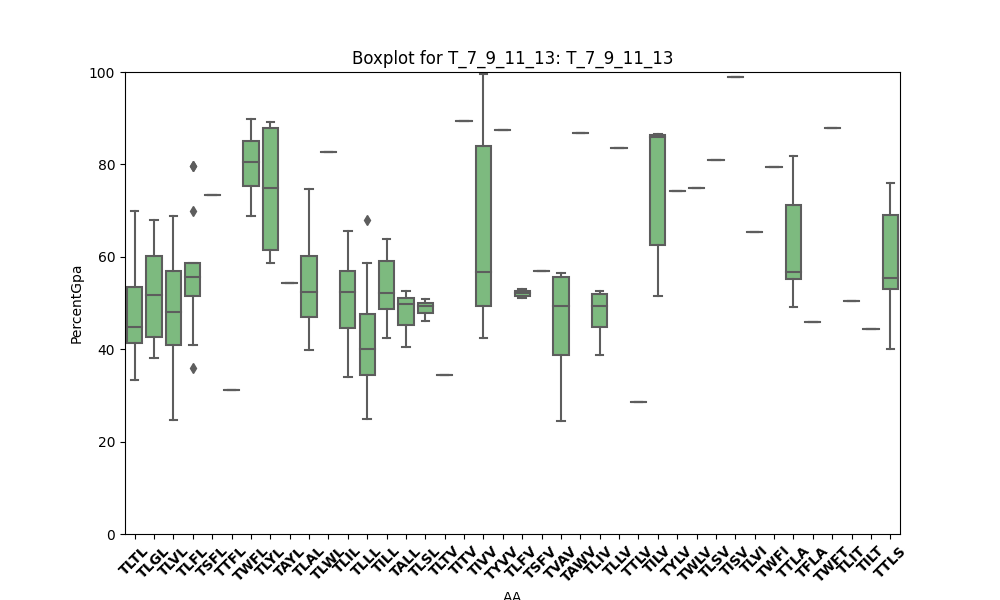 Boxplot for T_7_9_11_13: T_7_9_11_13
100
80
60
40
20
0
PercentGpa
TLTL
TLGL
TLVL
TLFL
TSFL
TTFL
TWFL
TLYL
TAYL
TLAL
TLWL
TLIL
TLLL
TILL
TALL
TLSL
TLTV
TITV
TIVV
TYVV
TLFV
TSFV
TVAV
TAWV
TLIV
TLLV
TTLV
TILV
TYLV
TWLV
TLSV
TISV
TLVI
TWFI
TTLA
TFLA
TWFT
TLIT
TILT
TTLS
AA